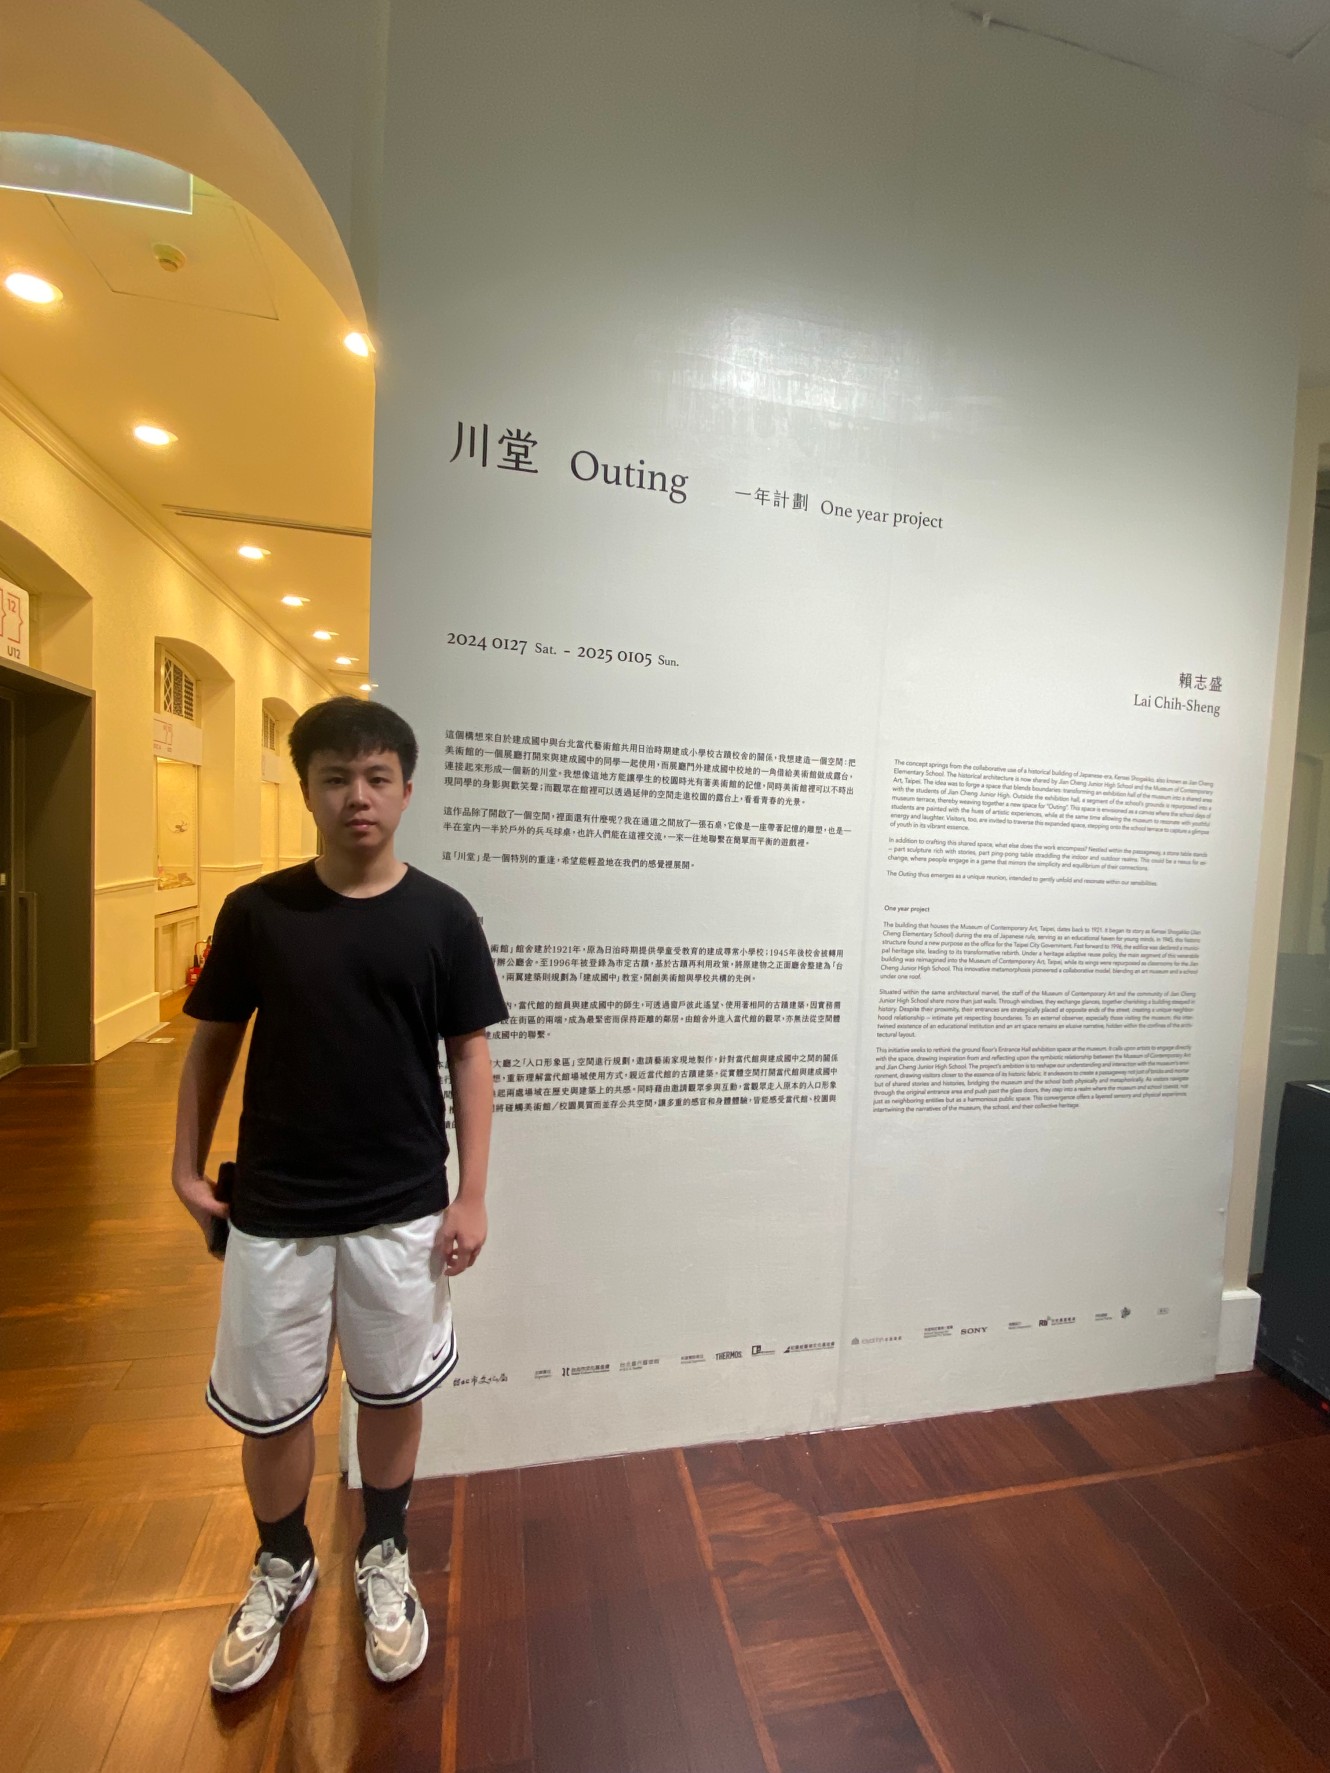 川堂 Outing 一年計劃 One year project
2024 0127 Sat. - 2025 0105 Sun.
賴志盛
Lai Chih-Sheng
這個構想來自於建成國中與台北當代藝術館共用日治時期建成小學校古蹟校舍的關係，我想建造一個空間：把
美術館的一個展廳打開來與建成國中的同學一起使用，而展廳門外建成國中校地的一角借給美術館做成露台，
連接起來形成一個新的川堂。我想像這地方能讓學生的校園時光有著美術館的記憶，同時美術館裡可以不時出
現同學的身影與歡笑聲；而觀眾在館裡可以透過延伸的空間走進校園的露台上，看看青春的光景。
這作品除了開啟了一個空間，裡面還有什麼呢？我在通道之間放了一張石桌，它像是一座帶著記憶的雕塑，也是一
半在室內一半於戶外的兵乓球桌，也許人們能在這裡交流，一來一往地聯繫在簡單而平衡的遊戲裡。
這「川堂」是一個特別的重逢，希望能輕盈地在我們的感覺裡展開。
劃
術館」館舍建於1921年，原為日治時期提供學童受教育的建成尋常小學校；1945年後校舍被轉用
辦公廳舍。至1996年被登錄為市定古蹟，基於古蹟再利用政策，將原建物之正面廳舍整建為「台
，兩翼建築則規劃為「建成國中」教室，開創美術館與學校共構的先例。
內，當代館的館員與建成國中的師生，可透過窗戶彼此遙望、使用著相同的古蹟建築，因實務需
設在街區的兩端，成為最緊密而保持距離的鄰居。由館舍外進入當代館的觀眾，亦無法從空間體
建成國中的聯繫。
大廳之「入口形象區」空間進行規劃，邀請藝術家現地製作，針對當代館與建成國中之間的關係
想，重新理解當代館場域使用方式，親近當代館的古蹟建築。從實體空間打開當代館與建成國中
起兩處場域在歷史與建築上的共感。同時藉由邀請觀眾參與互動，當觀眾走入原本的入口形象
將碰觸美術館／校園異質而並存公共空間，讓多重的感官和身體體驗，皆能感受當代館、校園與
The concept springs from the collaborative use of a historical building of Japanese-era, Kensei Shogakko, also known as Jian Cheng
Elementary School. The historical architecture is now shared by Jian Cheng Junior High School and the Museum of Contemporary
Art, Taipei. The idea was to forge a space that blends boundaries: transforming an exhibition hall of the museum into a shared area
with the students of Jian Cheng Junior High. Outside the exhibition hall, a segment of the school's grounds is repurposed into a
museum terrace, thereby weaving together a new space for "Outing". This space is envisioned as a canvas where the school days of
students are painted with the hues of artistic experiences, while at the same time allowing the museum to resonate with youthful
energy and laughter. Visitors, too, are invited to traverse this expanded space, stepping onto the school terrace to capture a glimpse
of youth in its vibrant essence.
In addition to crafting this shared space, what else does the work encompass? Nestled within the passageway, a stone table stands
– part sculpture rich with stories, part ping-pong table straddling the indoor and outdoor realms. This could be a nexus for ex-
change, where people engage in a game that mirrors the simplicity and equilibrium of their connections.
The Outing thus emerges as a unique reunion, intended to gently unfold and resonate within our sensibilities.
One year project
The building that houses the Museum of Contemporary Art, Taipei, dates back to 1921. It began its story as Kensei Shogakko (Jian
Cheng Elementary School) during the era of Japanese rule, serving as an educational haven for young minds. In 1945, the historic
structure found a new purpose as the office for the Taipei City Government. Fast forward to 1996, the edifice was declared a munici-
pal heritage site, leading to its transformative rebirth. Under a heritage adaptive reuse policy, the main segment of this venerable
building was reimagined into the Museum of Contemporary Art, Taipei, while its wings were repurposed as classrooms for the Jian
Cheng Junior High School. This innovative metamorphosis pioneered a collaborative model, blending an art museum and a school
under one roof.
Situated within the same architectural marvel, the staff of the Museum of Contemporary Art and the community of Jian Cheng
Junior High School share more than just walls. Through windows, they exchange glances, together cherishing a building steeped in
history. Despite their proximity, their entrances are strategically placed at opposite ends of the street, creating a unique neighbor-
hood relationship – intimate yet respecting boundaries. To an external observer, especially those visiting the museum, the inter-
twined existence of an educational institution and an art space remains an elusive narrative, hidden within the confines of the archi-
tectural layout.
This initiative seeks to rethink the ground floor's Entrance Hall exhibition space at the museum. It calls upon artists to engage directly
with the space, drawing inspiration from and reflecting upon the symbiotic relationship between the Museum of Contemporary Art
and Jian Cheng Junior High School. The project's ambition is to reshape our understanding and interaction with the museum's envi-
ronment, drawing visitors closer to the essence of its historic fabric. It endeavors to create a passageway not just of bricks and mortar
but of shared stories and histories, bridging the museum and the school both physically and metaphorically. As visitors navigate
through the original entrance area and push past the glass doors, they step into a realm where the museum and school coexist, not
just as neighboring entities but as a harmonious public space. This convergence offers a layered sensory and physical experience,
intertwining the narratives of the museum, the school, and their collective heritage.
THERMOS
SONY
12
U12